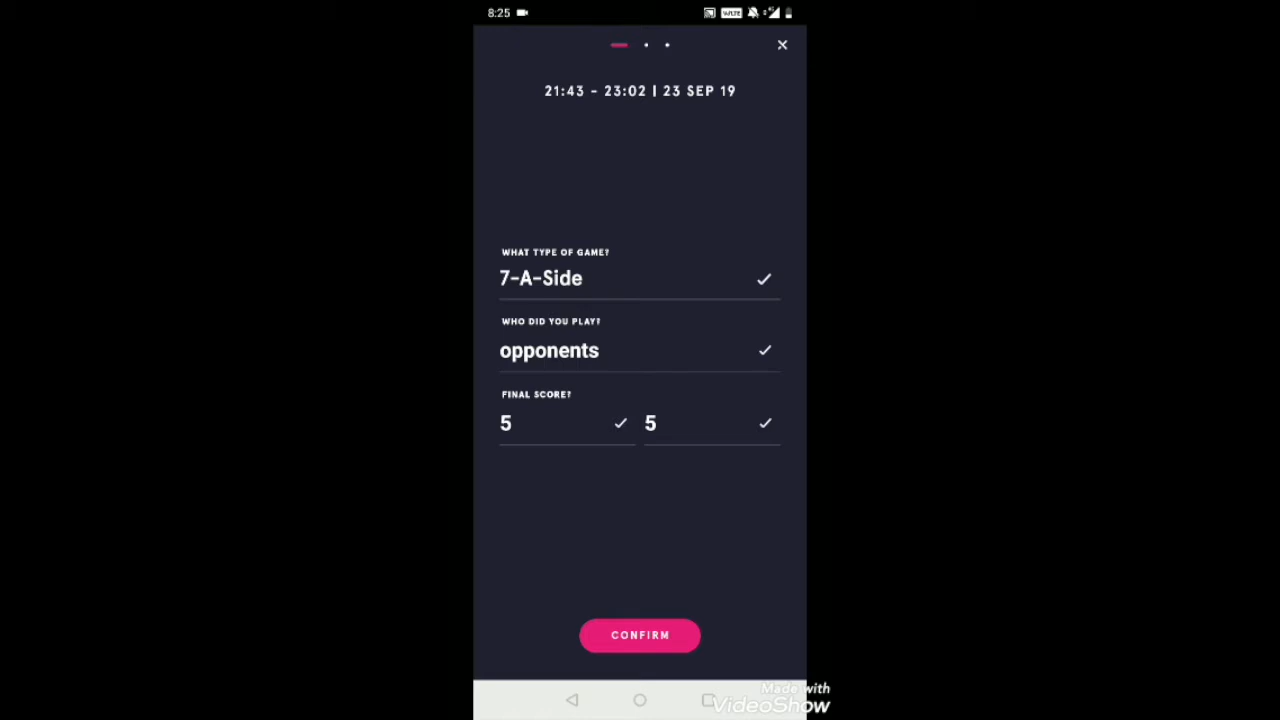 8:25
VoLTE
21:43 - 23:02 | 23 SEP 19
WHAT TYPE OF GAME?
7-A-Side
WHO DID YOU PLAY?
opponents
FINAL SCORE?
5 5
CONFIRM
Made with
VideoShow